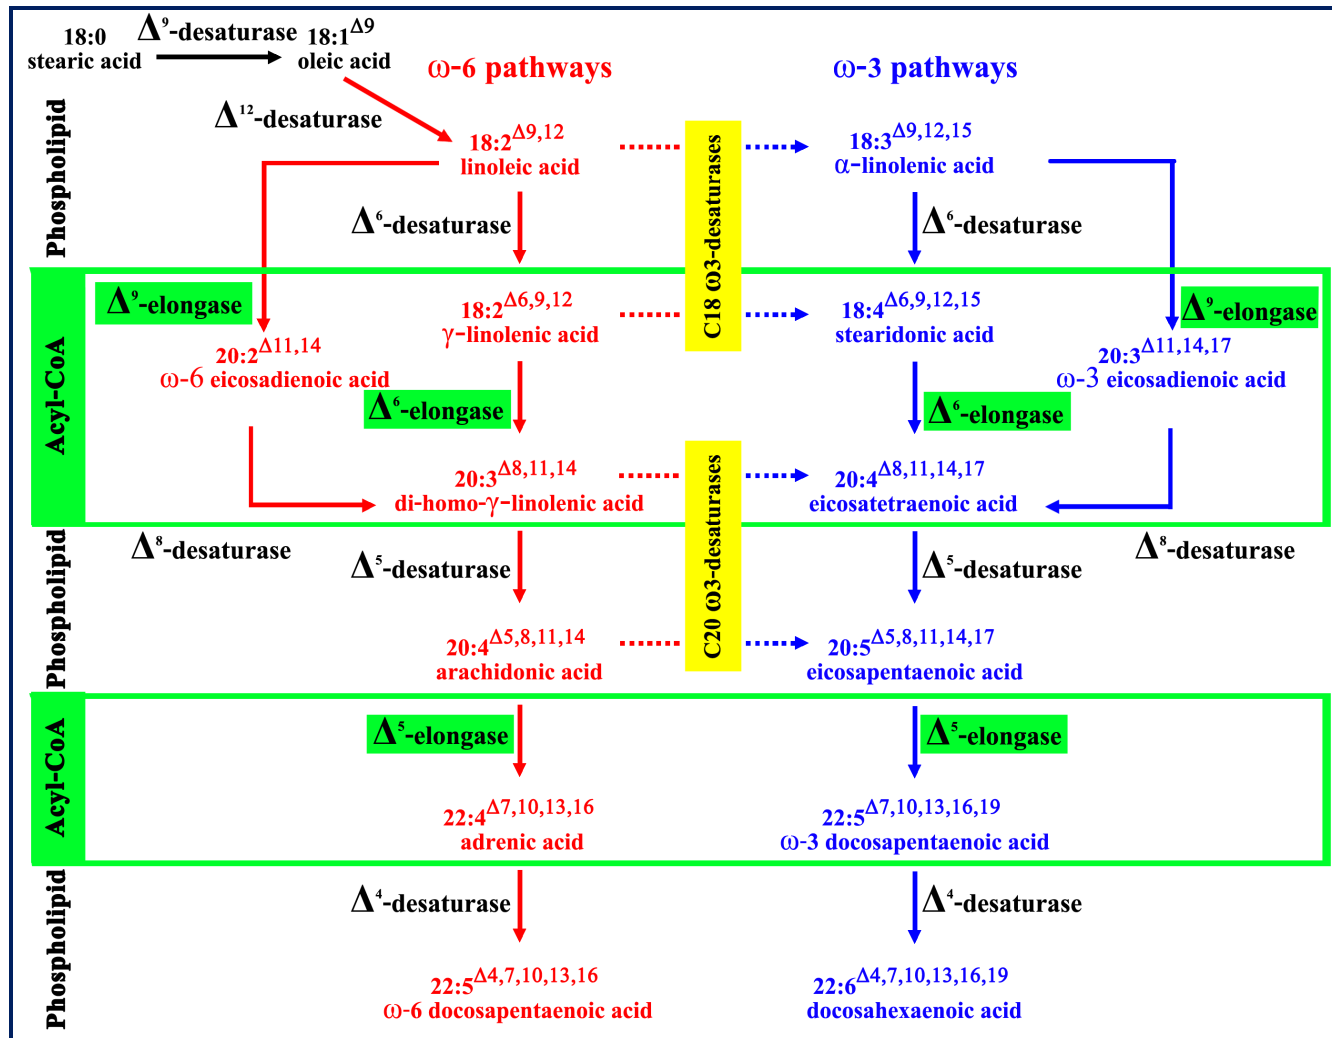 18:0
stearic acid
Δ⁹-desaturase
18:1Δ9
oleic acid
ω-6 pathways
ω-3 pathways
Phospholipid
Δ¹²-desaturase
18:2Δ9,12
linoleic acid
C18 ω3-desaturases
18:3Δ9,12,15
α-linolenic acid
Δ⁶-desaturase
Δ⁶-desaturase
Acyl-CoA
Δ⁹-elongase
18:2Δ6,9,12
γ-linolenic acid
18:4Δ6,9,12,15
stearidonic acid
Δ⁹-elongase
20:2Δ11,14
ω-6 eicosadienoic acid
20:3Δ11,14,17
ω-3 eicosadienoic acid
Δ⁶-elongase
Δ⁶-elongase
20:3Δ8,11,14
di-homo-γ-linolenic acid
C20 ω3-desaturases
20:4Δ8,11,14,17
eicosatetraenoic acid
Phospholipid
Δ⁸-desaturase
Δ⁵-desaturase
Δ⁵-desaturase
Δ⁸-desaturase
20:4Δ5,8,11,14
arachidonic acid
20:5Δ5,8,11,14,17
eicosapentaenoic acid
Acyl-CoA
Δ⁵-elongase
Δ⁵-elongase
22:4Δ7,10,13,16
adrenic acid
22:5Δ7,10,13,16,19
ω-3 docosapentaenoic acid
Phospholipid
Δ⁴-desaturase
Δ⁴-desaturase
22:5Δ4,7,10,13,16
ω-6 docosapentaenoic acid
22:6Δ4,7,10,13,16,19
docosahexaenoic acid